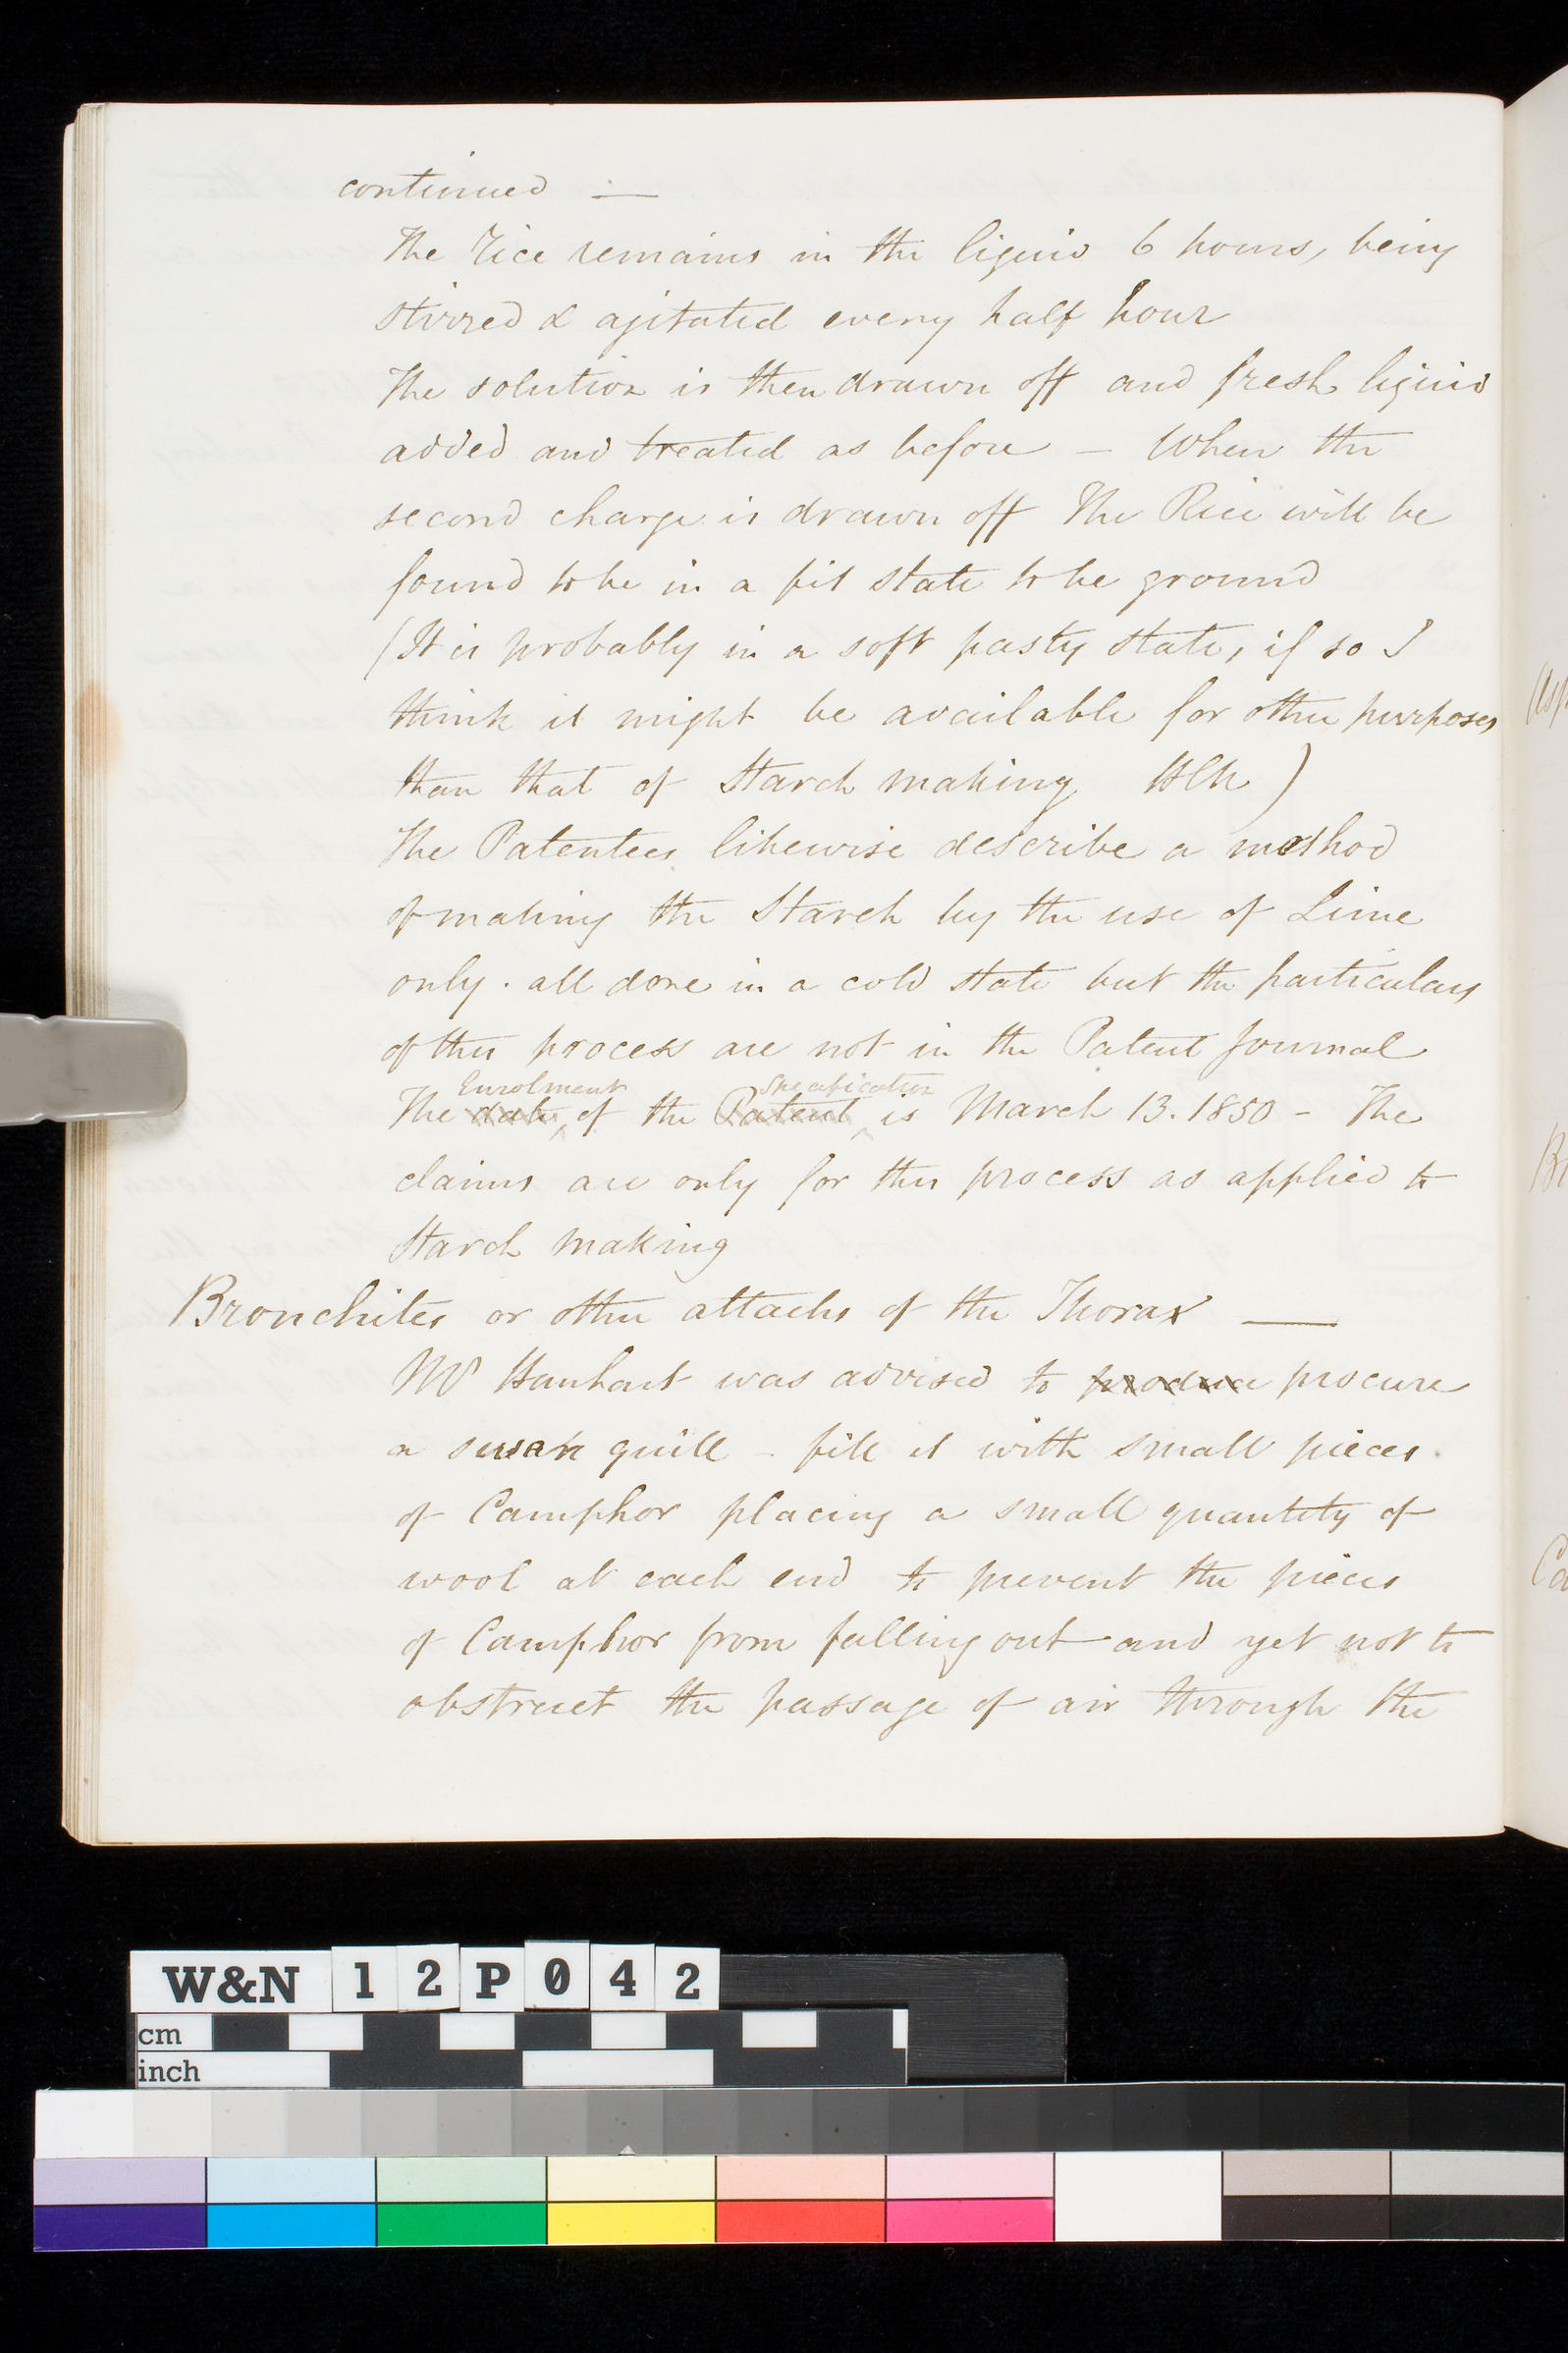 continued —
The Rice remains in the liquid 6 hours, being
stirred & agitated every half hour
The solution is then drawn off and fresh liquid
added and treated as before – When the
second charge is drawn off The Rice will be
found to be in a fit state to be ground
(It is probably in a soft pasty state, if so I
think it might be available for other purposes
than that of Starch making HCN)
The Patentees likewise describe a method
of making the Starch by the use of Lime
only. all done in a cold state but the particulars
of this process are not in the Patent Journal
Enrolment Specification
The date of the Patent is March 13. 1850 – The
claims are only for this process as applied to
Starch making
Bronchites or other attacks of the Thorax —
Mr Hanhart was advised to produce procure
a swan quill – fill it with small pieces
of Camphor placing a small quantity of
wool at each end to prevent the pieces
of Camphor from falling out and yet not to
obstruct the passage of air through the
Br
W&N 12P042
cm
inch